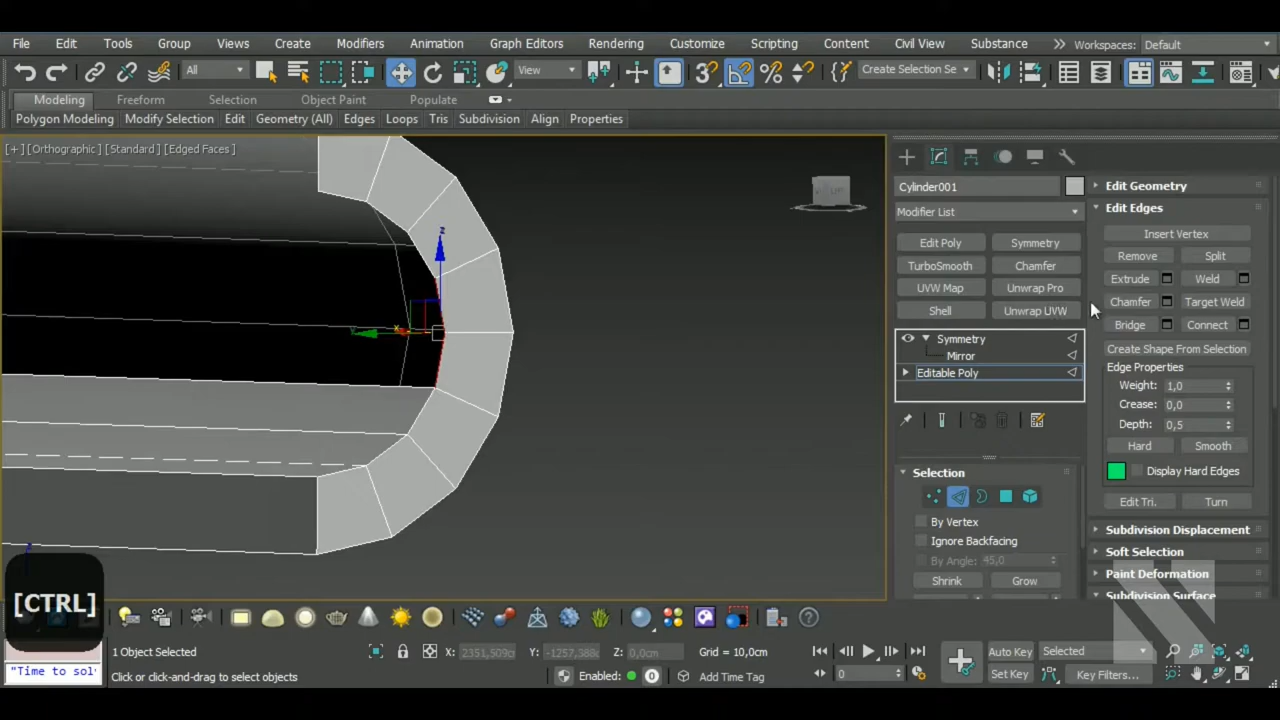 File Edit Tools Group Views Create Modifiers Animation Graph Editors Rendering Customize Scripting Content Civil View Substance Workspaces: Default
All View Create Selection Se
Modeling Freeform Selection Object Paint Populate
Polygon Modeling Modify Selection Edit Geometry (All) Edges Loops Tris Subdivision Align Properties
[+] [Orthographic] [Standard] [Edged Faces]
Cylinder001
Modifier List
Edit Poly Symmetry
TurboSmooth Chamfer
UVW Map Unwrap Pro
Shell Unwrap UVW
Symmetry
Mirror
Editable Poly
Selection
By Vertex
Ignore Backfacing
By Angle: 45,0
Shrink Grow
Edit Geometry
Edit Edges
Insert Vertex
Remove Split
Extrude Weld
Chamfer Target Weld
Bridge Connect
Create Shape From Selection
Edge Properties
Weight: 1,0
Crease: 0,0
Depth: 0,5
Hard Smooth
Display Hard Edges
Edit Tri. Turn
Subdivision Displacement
Soft Selection
Paint Deformation
Subdivision Surface
z
x
[CTRL]
"Time to sol
1 Object Selected X: 2351,509c Y: -1257,388c Z: 0,0cm Grid = 10,0cm Auto Key Selected
Click or click-and-drag to select objects Enabled: 0 Add Time Tag 0 Set Key Key Filters...